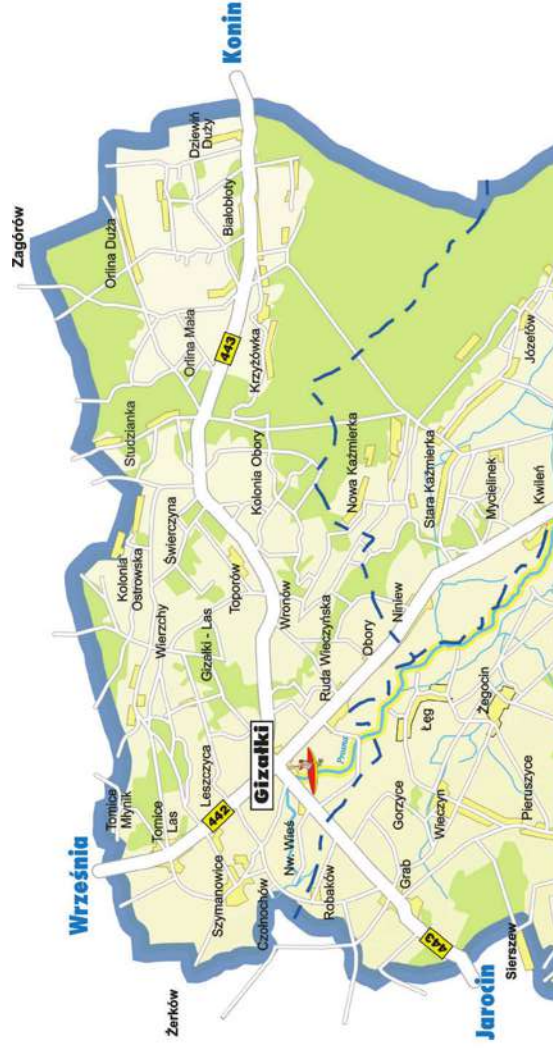 Zagórów
Konin
Dziewiń
Duży
Orlina Duża
Białobłoty
Orlina Mała
443
Krzyżówka
Studzianka
Józefów
Nowa Kaźmierka
Stara Kaźmierka
Kolonia Obory
Świerczyna
Mycielinek
Kwileń
Kolonia
Ostrowska
Toporów
Wierzchy
Wronów
Gizałki - Las
Ruda Wieczyńska
Obory
Niniew
Leszczyca
Gizałki
Prosna
Łęg
Żegocin
Tomice
Młynik
Tomice
Las
442
Września
Szymanowice
Nw. Wieś
Gorzyce
Wieczyn
Pieruszyce
Czołnochów
Robaków
Grab
443
Żerków
Sierszew
Jarocin